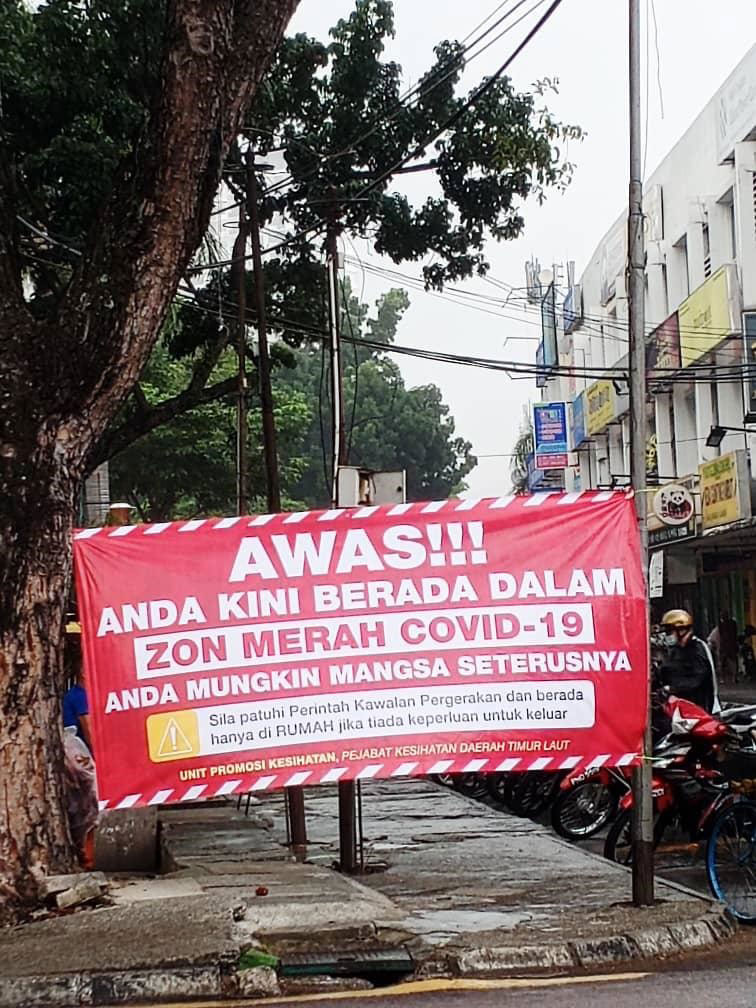 AWAS!!!
ANDA KINI BERADA DALAM
ZON MERAH COVID-19
ANDA MUNGKIN MANGSA SETERUSNYA
Sila patuhi Perintah Kawalan Pergerakan dan berada
hanya di RUMAH jika tiada keperluan untuk keluar
UNIT PROMOSI KESIHATAN, PEJABAT KESIHATAN DAERAH TIMUR LAUT